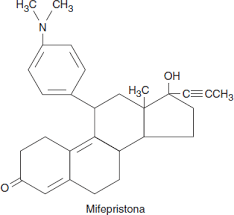 H₃C CH₃
N
OH
H₃C
C≡CCH₃
O
Mifepristona